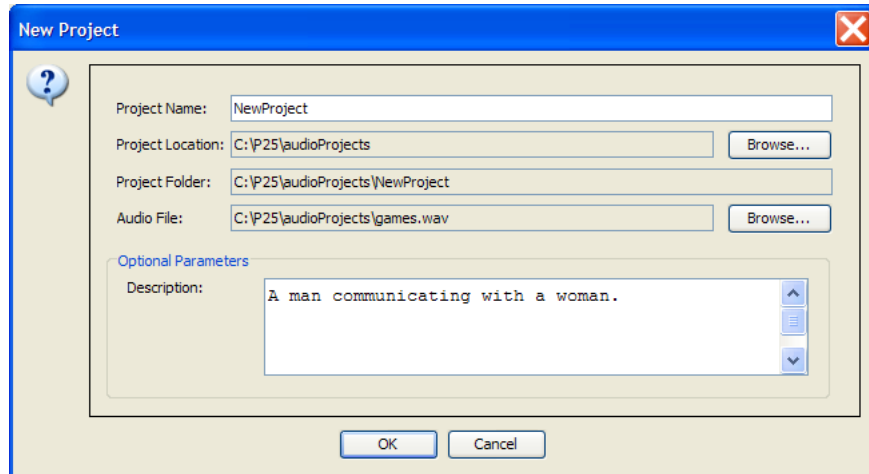 New Project
Project Name: NewProject
Project Location: C:\P25\audioProjects Browse...
Project Folder: C:\P25\audioProjects\NewProject
Audio File: C:\P25\audioProjects\games.wav Browse...
Optional Parameters
Description: A man communicating with a woman.
OK Cancel